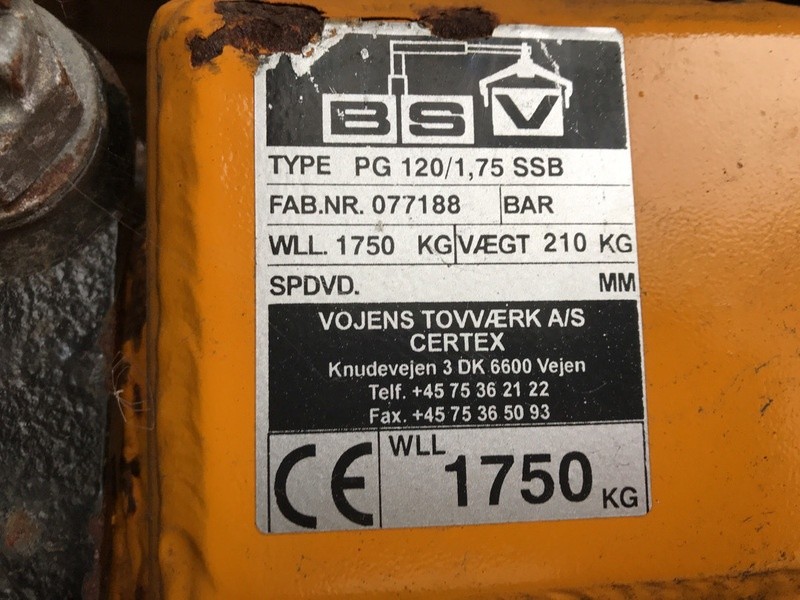 BSV
TYPE PG 120/1,75 SSB
FAB.NR. 077188 BAR
WLL. 1750 KG VÆGT 210 KG
SPDVD. MM
VOJENS TOVVÆRK A/S
CERTEX
Knudevejen 3 DK 6600 Vejen
Telf. +45 75 36 21 22
Fax. +45 75 36 50 93
CE WLL 1750 KG